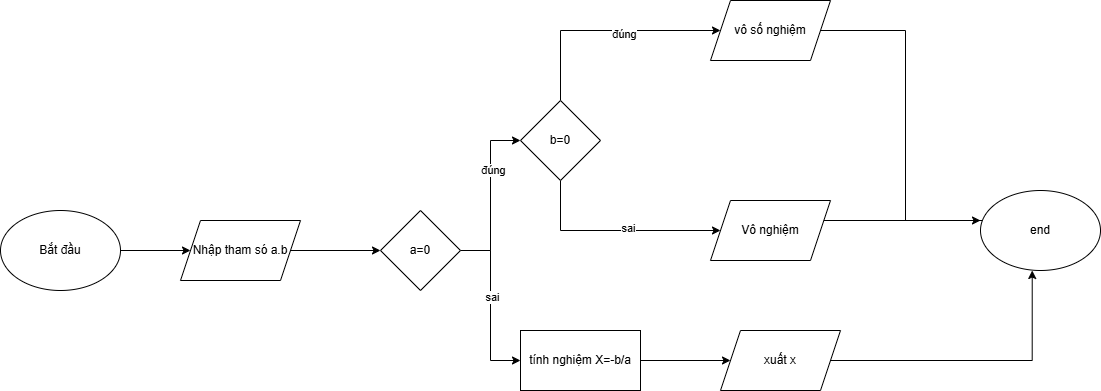 đúng
vô số nghiệm
b=0
đúng
sai
Vô nghiệm
Bắt đầu
Nhập tham só a.b
a=0
end
sai
tính nghiệm X=-b/a
xuất x